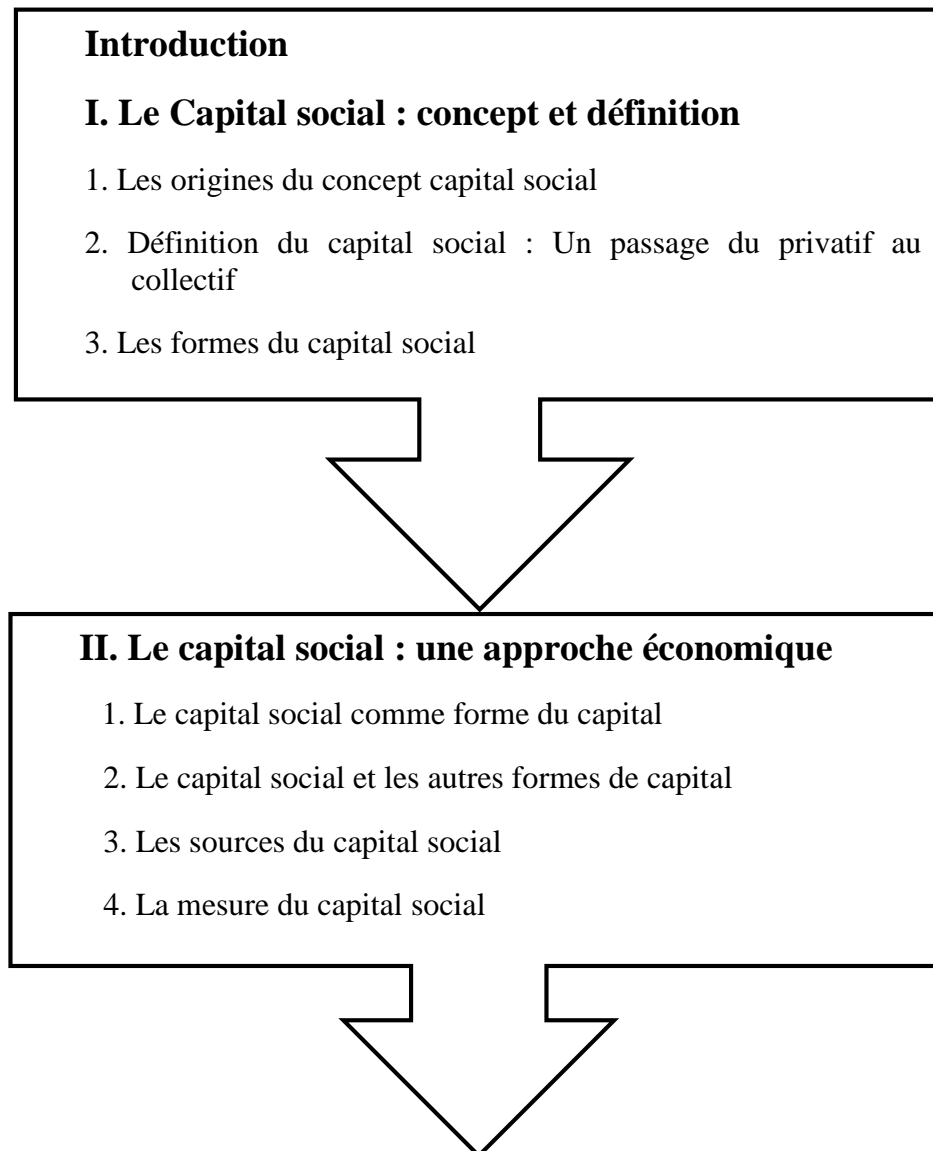 Introduction
I. Le Capital social : concept et définition
1. Les origines du concept capital social
2. Définition du capital social : Un passage du privatif au
collectif
3. Les formes du capital social
II. Le capital social : une approche économique
1. Le capital social comme forme du capital
2. Le capital social et les autres formes de capital
3. Les sources du capital social
4. La mesure du capital social